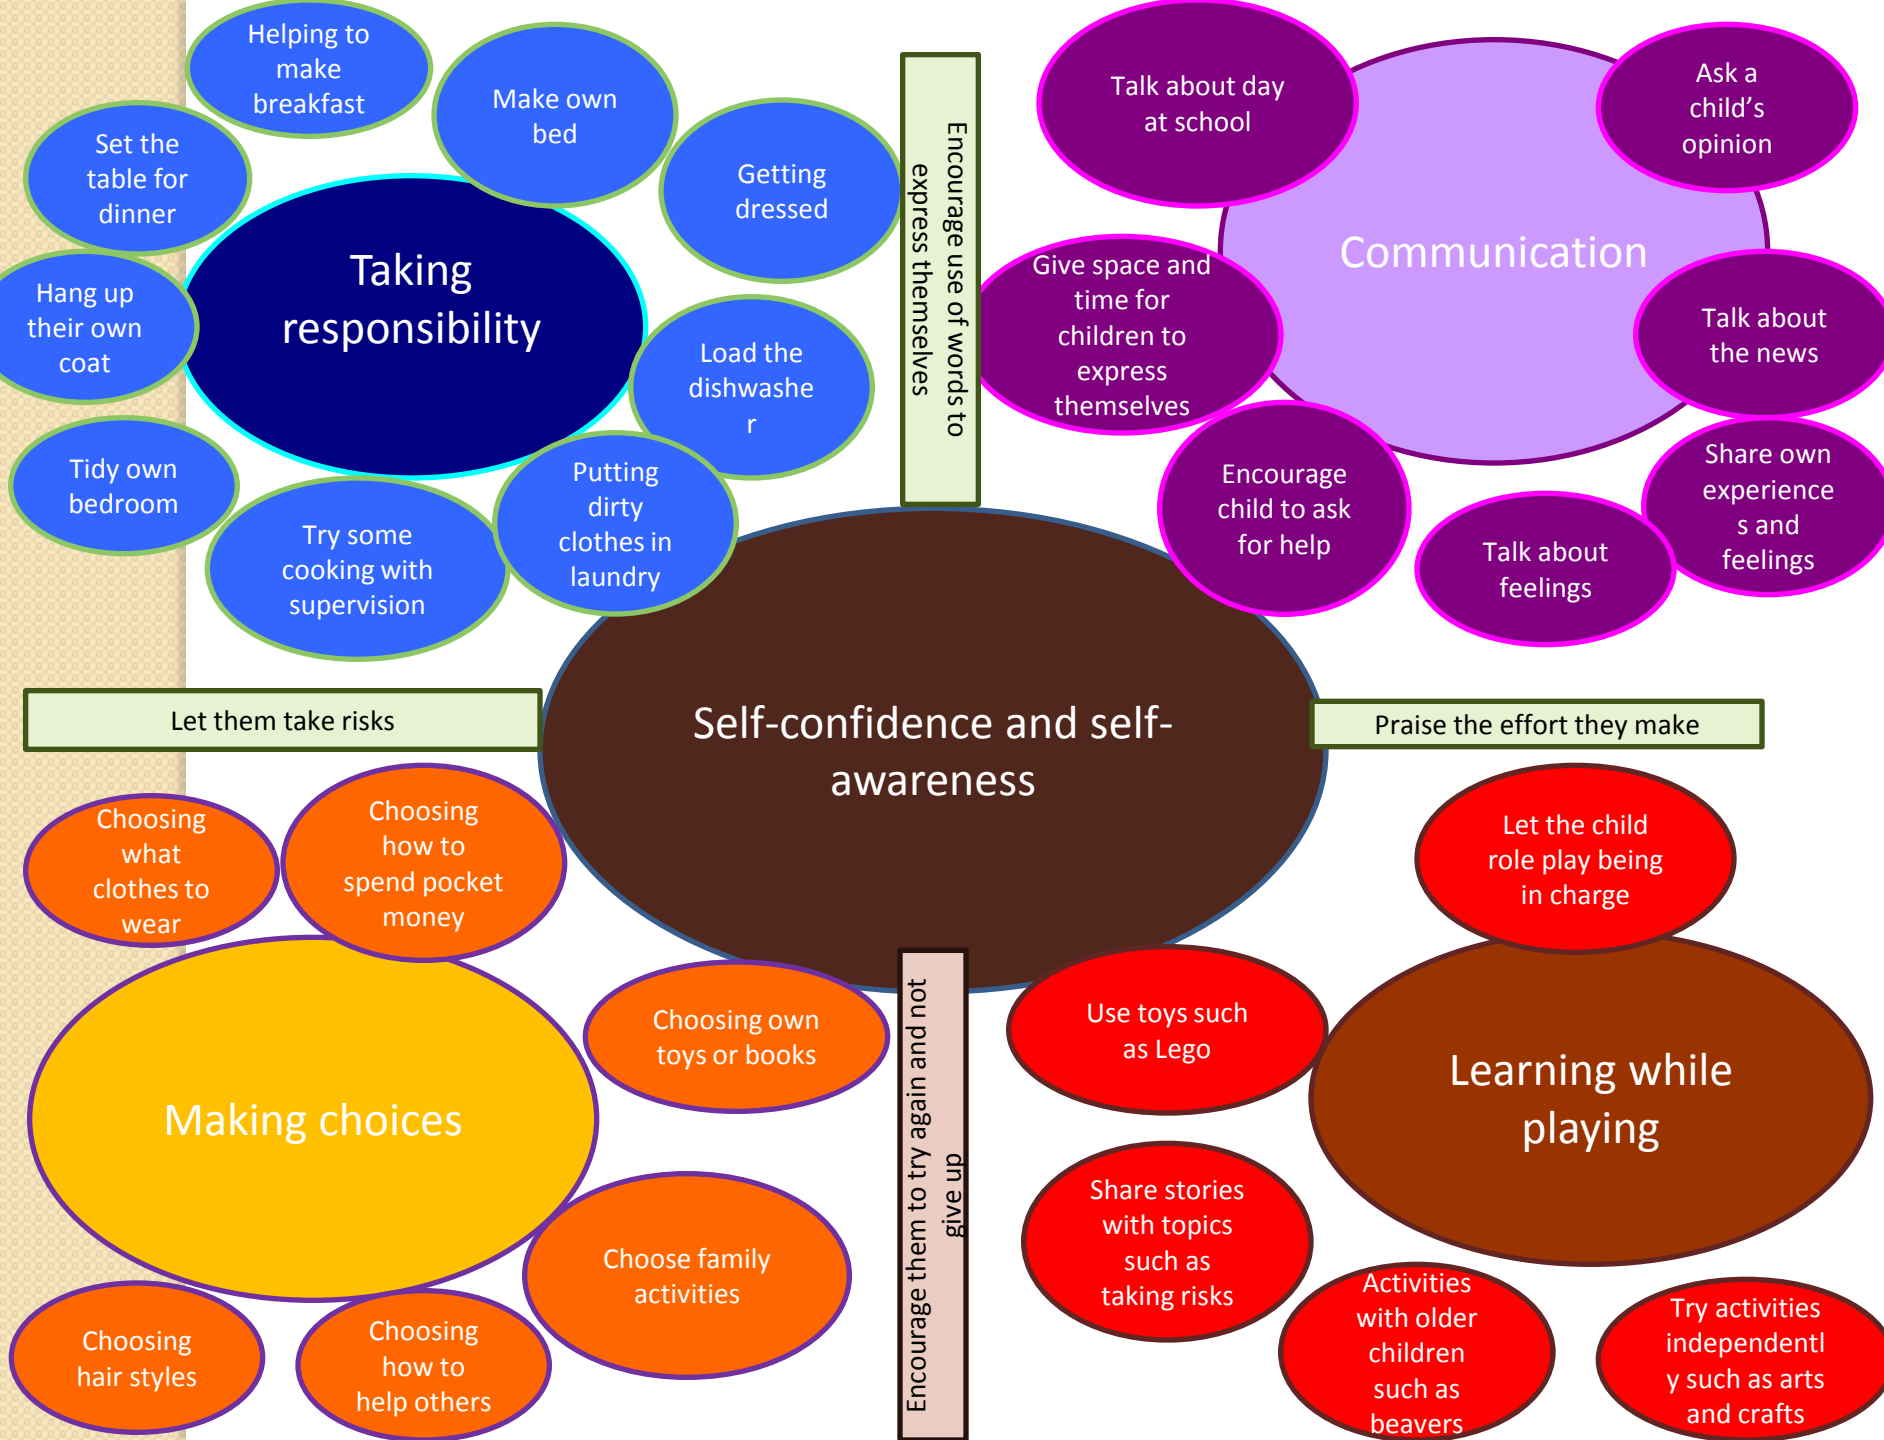 Helping to
make
breakfast
Make own
bed
Set the
table for
dinner
Getting
dressed
Hang up
their own
coat
Taking
responsibility
Load the
dishwashe
r
Tidy own
bedroom
Try some
cooking with
supervision
Putting
dirty
clothes in
laundry
Encourage use of words to
express themselves
Talk about day
at school
Ask a
child's
opinion
Communication
Give space and
time for
children to
express
themselves
Talk about
the news
Encourage
child to ask
for help
Share own
experience
s and
feelings
Talk about
feelings
Let them take risks
Self-confidence and self-
awareness
Praise the effort they make
Choosing
what
clothes to
wear
Choosing
how to
spend pocket
money
Choosing own
toys or books
Making choices
Choose family
activities
Choosing
hair styles
Choosing
how to
help others
Encourage them to try again and not
give up
Let the child
role play being
in charge
Use toys such
as Lego
Learning while
playing
Share stories
with topics
such as
taking risks
Activities
with older
children
such as
beavers
Try activities
independentl
y such as arts
and crafts